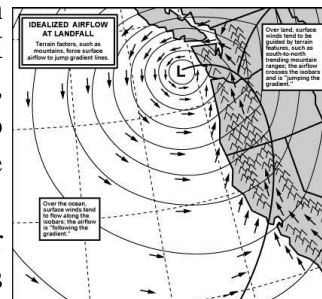 IDEALIZED AIRFLOW
AT LANDFALL
Terrain factors, such as
mountains, force surface
airflow to jump gradient lines.
L
Over land, surface
winds tend to be
guided by terrain
features, such as
south-to-north
trending mountain
ranges; the airflow
crosses the isobars
and is "jumping the
gradient."
Over the ocean,
surface winds tend
to flow along the
isobars; the airflow
is "following the
gradient."